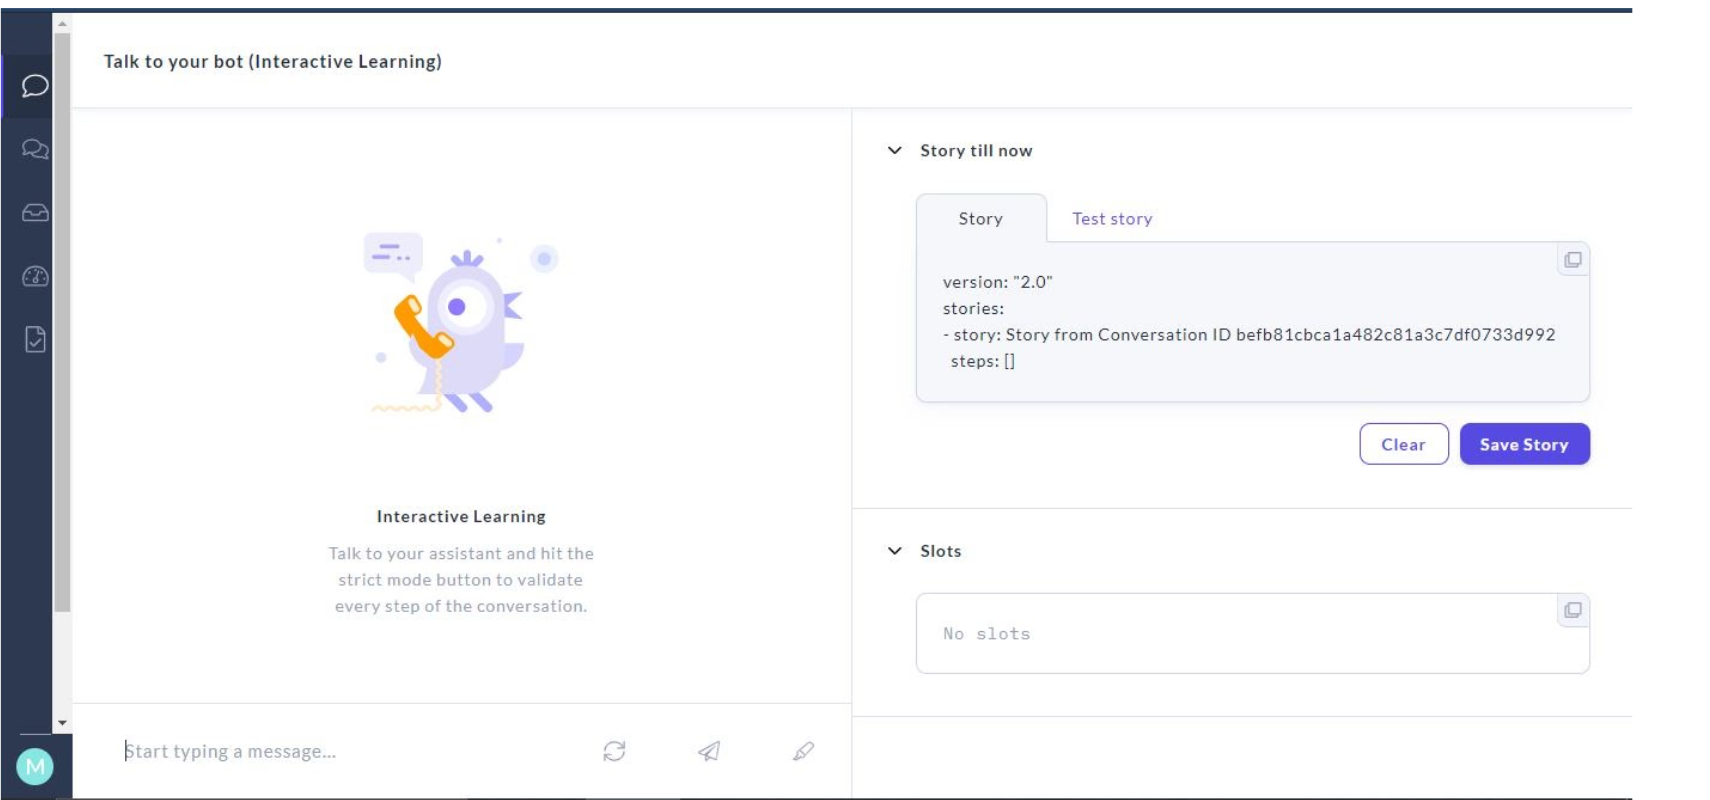 Talk to your bot (Interactive Learning)
Story till now
Story
Test story
version: "2.0"
stories:
- story: Story from Conversation ID befb81cbca1a482c81a3c7df0733d992
steps: []
Clear
Save Story
Interactive Learning
Talk to your assistant and hit the
strict mode button to validate
every step of the conversation.
Slots
No slots
Start typing a message...
M